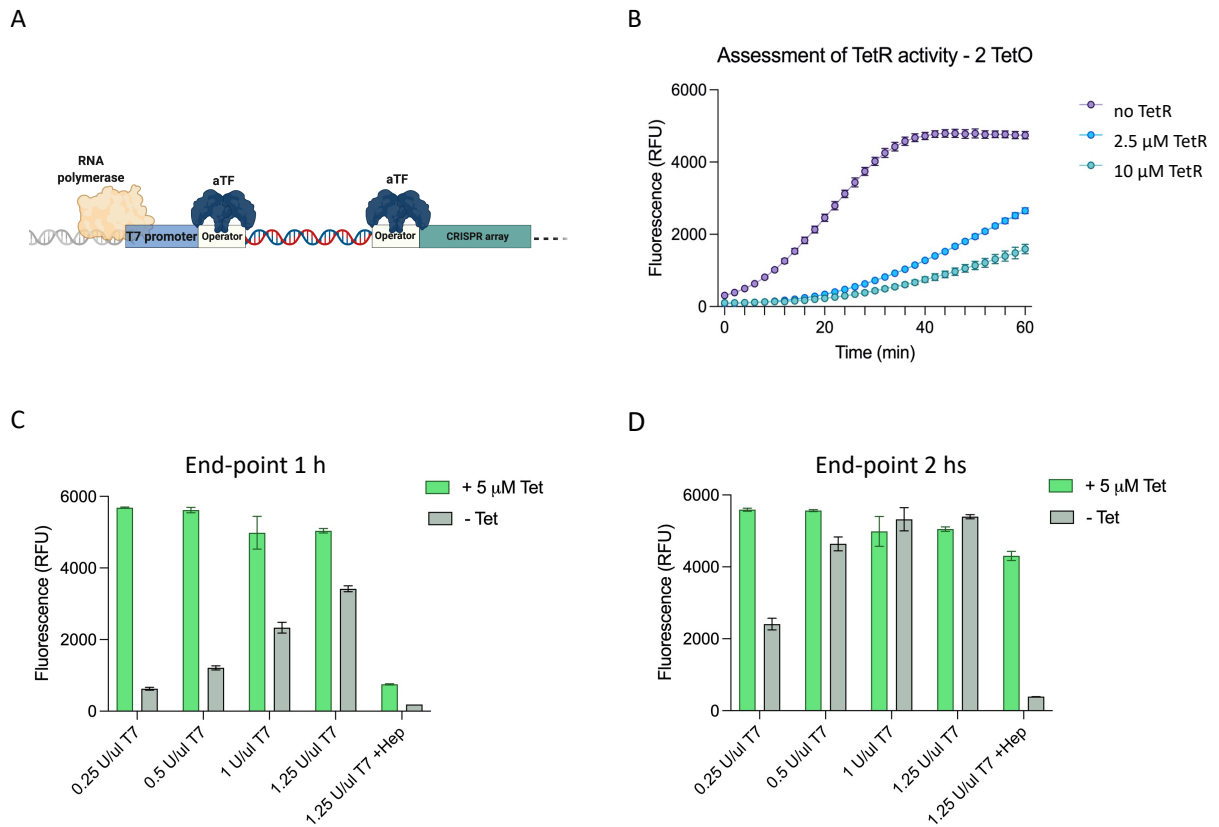 A
RNA
polymerase
aTF
aTF
T7 promoter
Operator
Operator
CRISPR array
B
Assessment of TetR activity - 2 TetO
6000
4000
2000
0
Fluorescence (RFU)
0
20
40
60
Time (min)
no TetR
2.5 µM TetR
10 µM TetR
C
End-point 1 h
+ 5 µM Tet
- Tet
6000
4000
2000
0
Fluorescence (RFU)
0.25 U/ul T7
0.5 U/ul T7
1 U/ul T7
1.25 U/ul T7
1.25 U/ul T7 +Hep
D
End-point 2 hs
+ 5 µM Tet
- Tet
6000
4000
2000
0
Fluorescence (RFU)
0.25 U/ul T7
0.5 U/ul T7
1 U/ul T7
1.25 U/ul T7
1.25 U/ul T7 +Hep